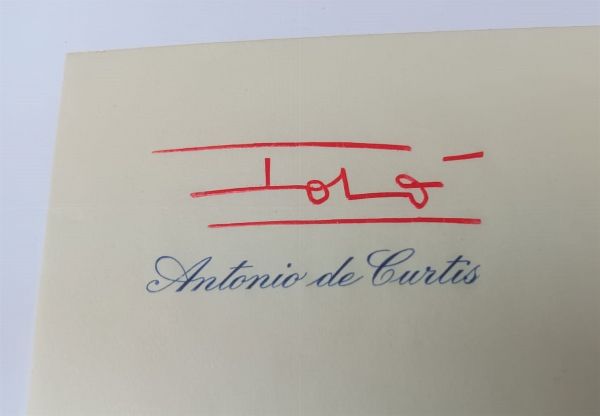 Totò
Antonio de Curtis